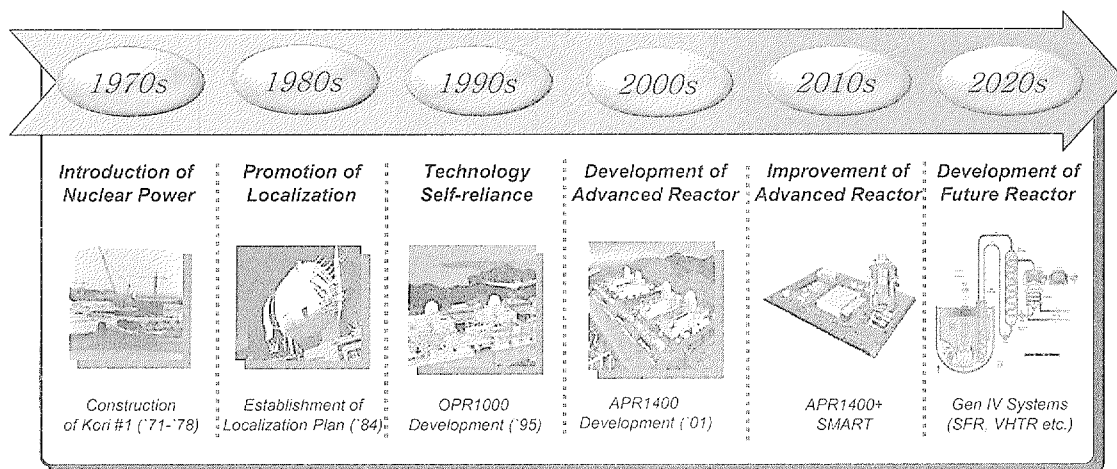 1970s
1980s
1990s
2000s
2010s
2020s
Introduction of
Nuclear Power
Promotion of
Localization
Technology
Self-reliance
Development of
Advanced Reactor
Improvement of
Advanced Reactor
Development of
Future Reactor
Construction
of Kori #1 (`71-`78)
Establishment of
Localization Plan (`84)
OPR1000
Development (`95)
APR1400
Development (`01)
APR1400+
SMART
Gen IV Systems
(SFR, VHTR etc.)